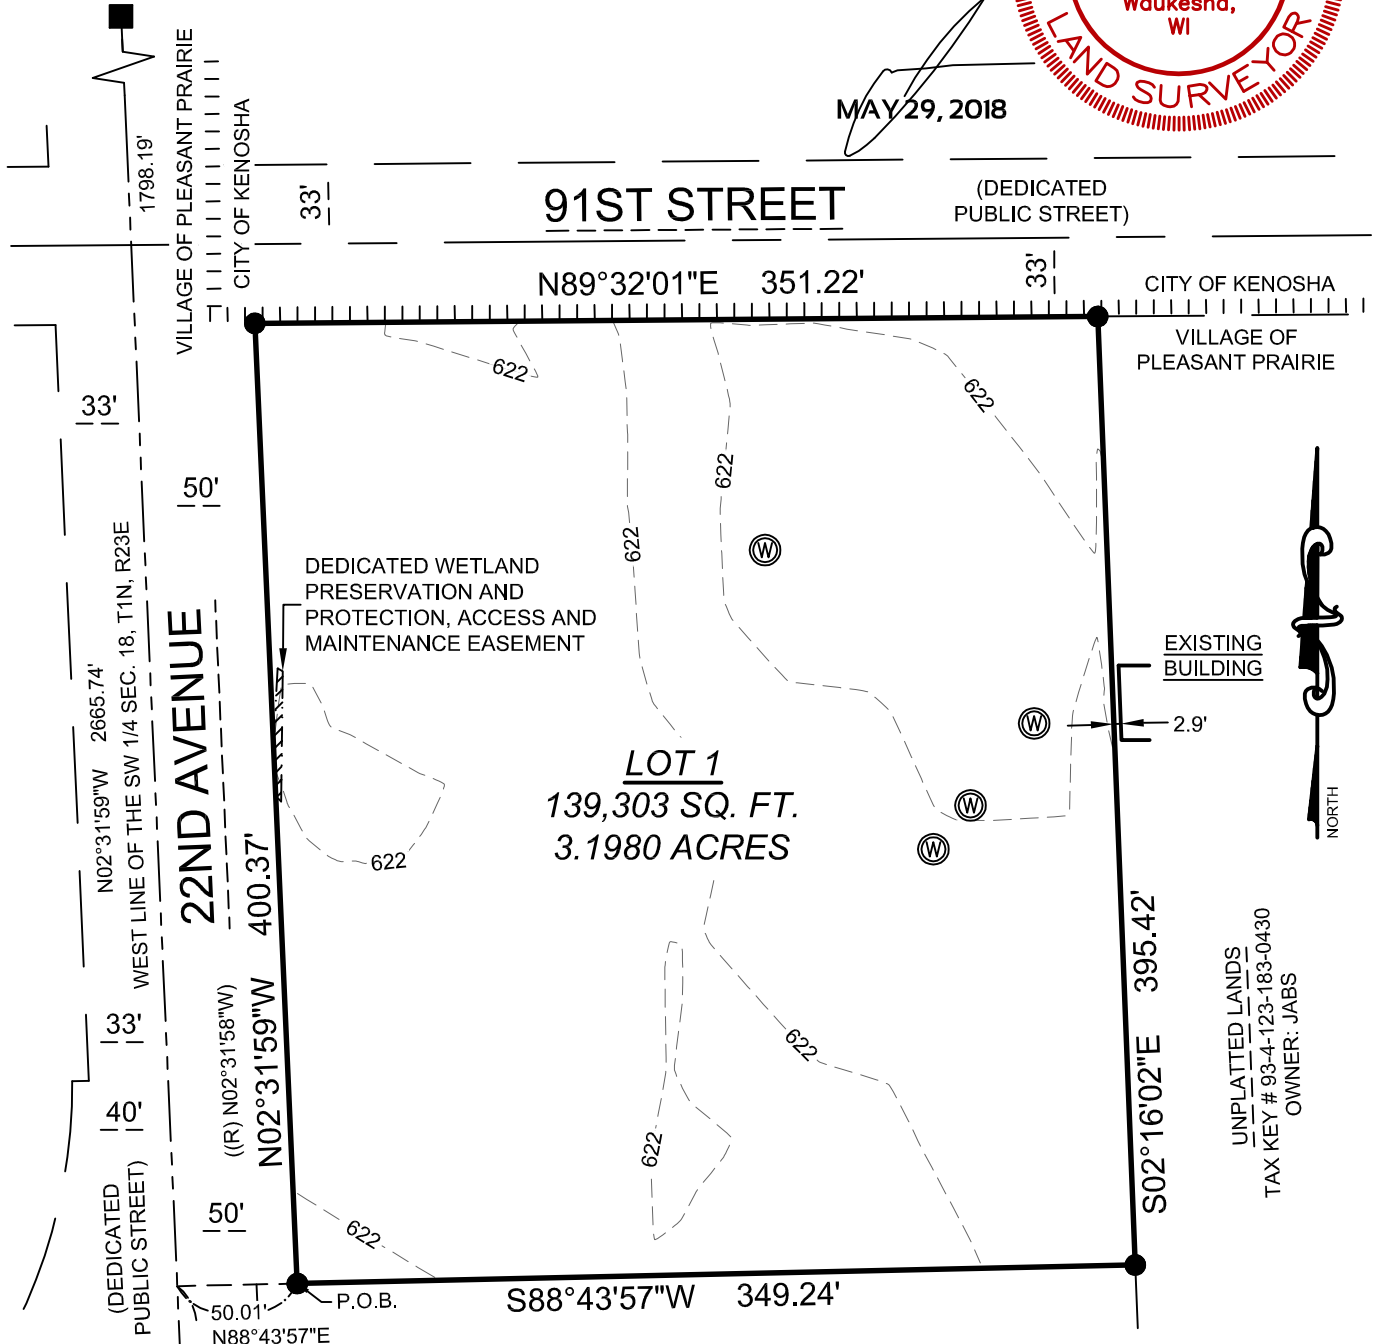 Waukesha,
WI
LAND SURVEYOR
MAY 29, 2018
1798.19'
VILLAGE OF PLEASANT PRAIRIE
CITY OF KENOSHA
33'
91ST STREET
(DEDICATED
PUBLIC STREET)
33'
N89°32'01"E 351.22'
CITY OF KENOSHA
VILLAGE OF
PLEASANT PRAIRIE
622
622
33'
50'
622
622
W
DEDICATED WETLAND
PRESERVATION AND
PROTECTION, ACCESS AND
MAINTENANCE EASEMENT
N02°31'59"W 2665.74'
WEST LINE OF THE SW 1/4 SEC. 18, T1N, R23E
22ND AVENUE
EXISTING
BUILDING
2.9'
W
W
W
LOT 1
139,303 SQ. FT.
3.1980 ACRES
622
NORTH
((R) N02°31'58"W)
N02°31'59"W 400.37'
S02°16'02"E 395.42'
UNPLATTED LANDS
TAX KEY # 93-4-123-183-0430
OWNER: JABS
33'
40'
622
622
(DEDICATED
PUBLIC STREET)
50'
622
50.01'
N88°43'57"E
P.O.B.
S88°43'57"W 349.24'